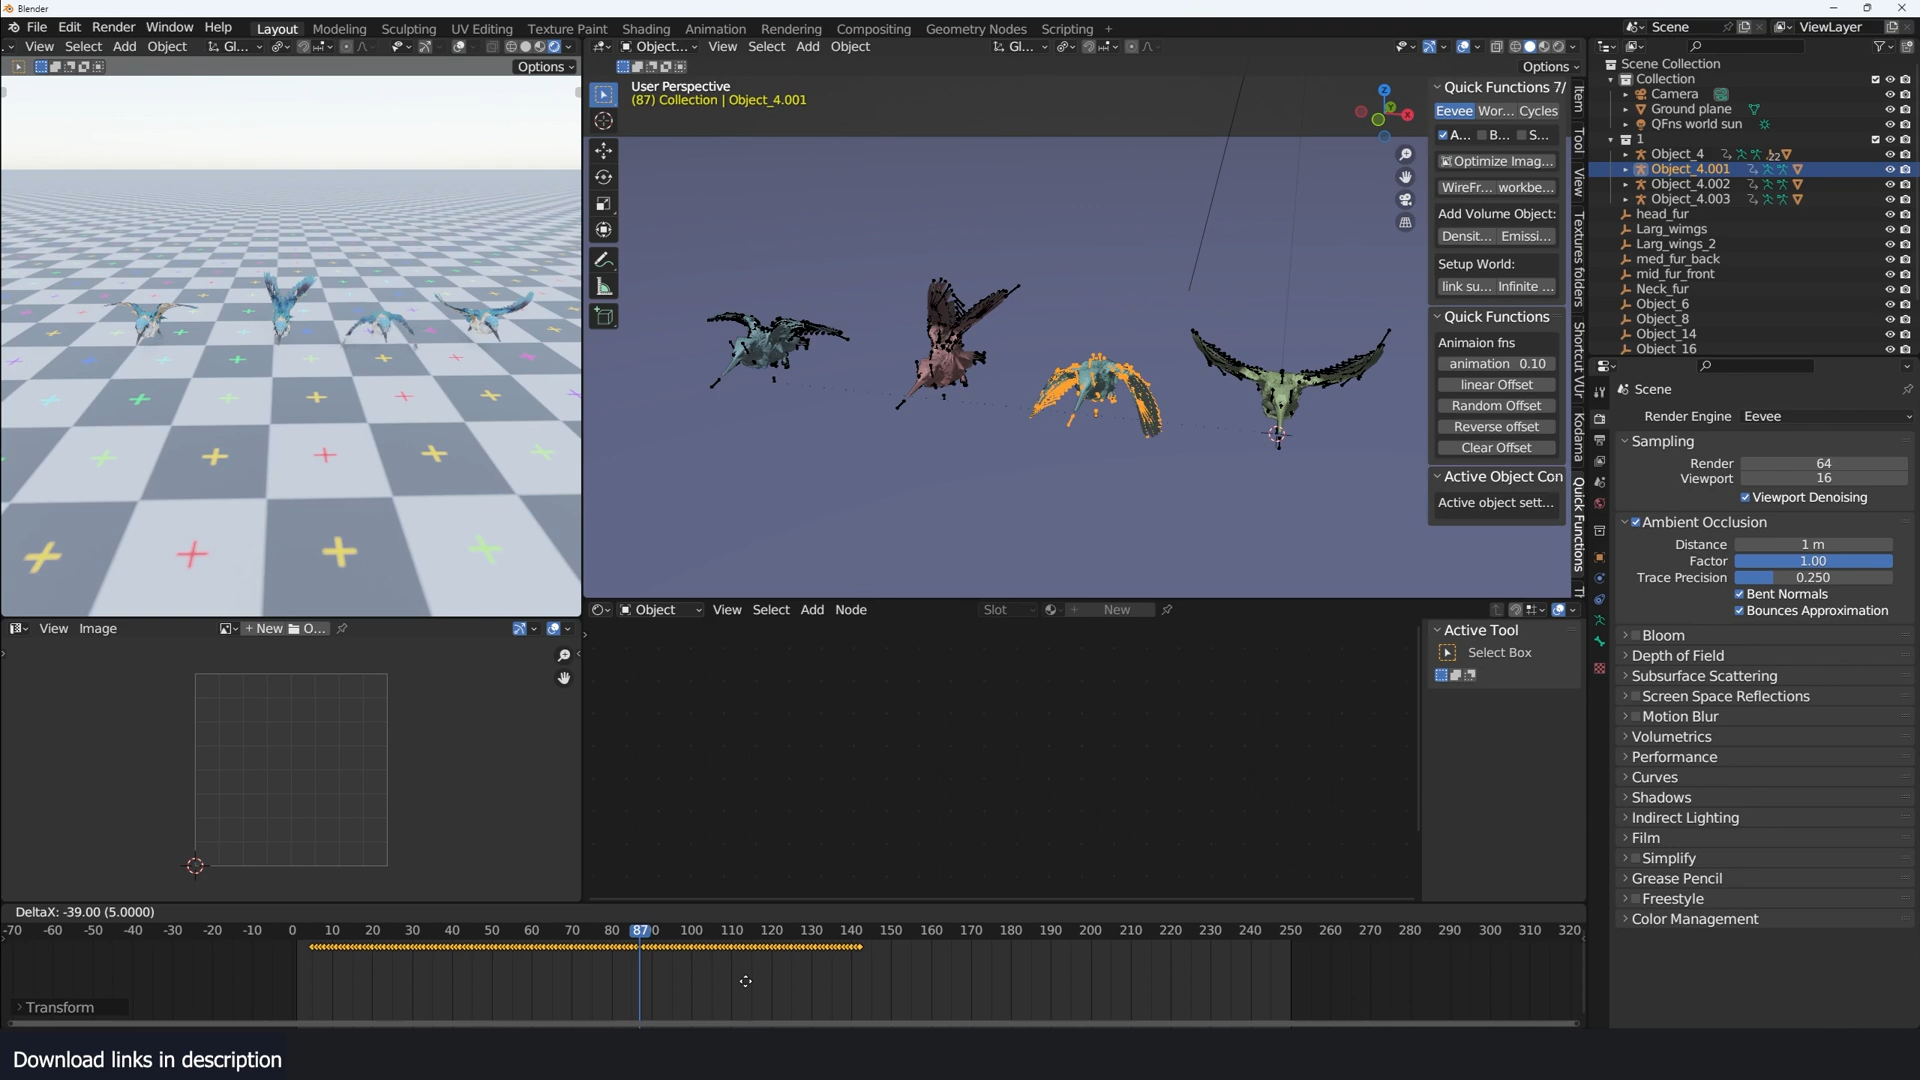 Blender
File Edit Render Window Help Layout Modeling Sculpting UV Editing Texture Paint Shading Animation Rendering Compositing Geometry Nodes Scripting + Scene ViewLayer
View Select Add Object Gl...
Object... View Select Add Object Gl...
Options
Options
User Perspective
(87) Collection | Object_4.001
Z
Y
X
Quick Functions 7/
Eevee Wor... Cycles
A... B... S...
Optimize Imag...
WireFr... workbe...
Add Volume Object:
Densit... Emissi...
Setup World:
link su... Infinite ...
Quick Functions
Animaion fns
animation 0.10
linear Offset
Random Offset
Reverse offset
Clear Offset
Active Object Con
Active object sett...
Item
Tool
View
Textures folders
Shortcut VUr
Kodama
Quick Functions
Scene Collection
Collection
Camera
Ground plane
QFns world sun
1
Object_4 22
Object_4.001
Object_4.002
Object_4.003
head_fur
Larg_wimgs
Larg_wings_2
med_fur_back
mid_fur_front
Neck_fur
Object_6
Object_8
Object_14
Object_16
Scene
Render Engine Eevee
Sampling
Render 64
Viewport 16
Viewport Denoising
Ambient Occlusion
Distance 1 m
Factor 1.00
Trace Precision 0.250
Bent Normals
Bounces Approximation
Bloom
Depth of Field
Subsurface Scattering
Screen Space Reflections
Motion Blur
Volumetrics
Performance
Curves
Shadows
Indirect Lighting
Film
Simplify
Grease Pencil
Freestyle
Color Management
Object View Select Add Node Slot New
Active Tool
Select Box
View Image + New O...
DeltaX: -39.00 (5.0000)
-70 -60 -50 -40 -30 -20 -10 0 10 20 30 40 50 60 70 80 87 100 110 120 130 140 150 160 170 180 190 200 210 220 230 240 250 260 270 280 290 300 310 320
Transform
Download links in description